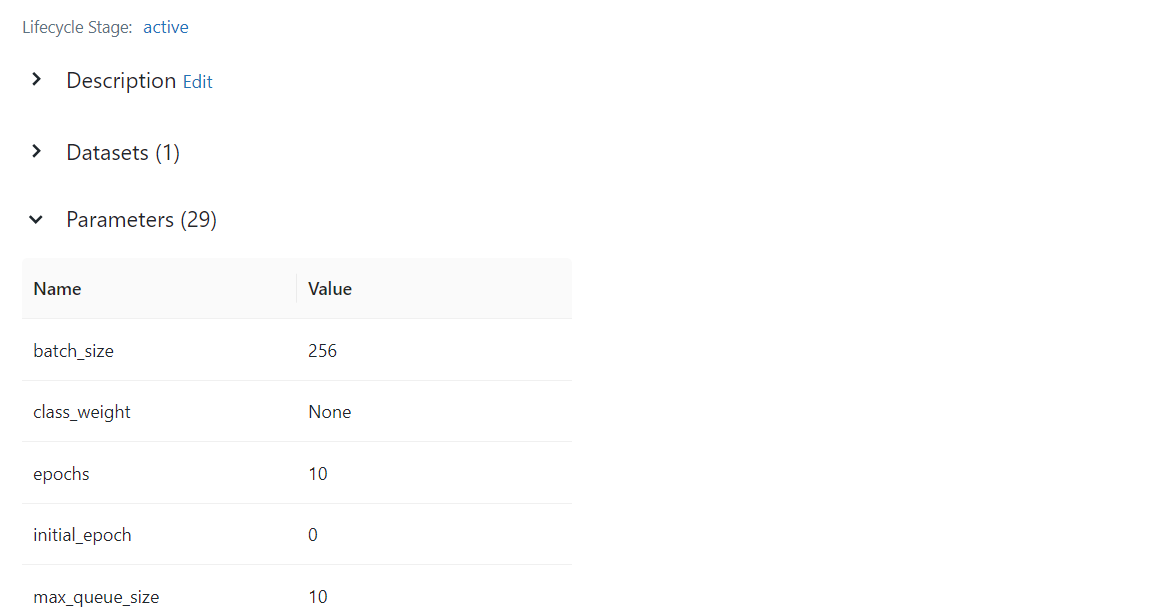 Lifecycle Stage: active
Description Edit
Datasets (1)
Parameters (29)
Name Value
batch_size 256
class_weight None
epochs 10
initial_epoch 0
max_queue_size 10